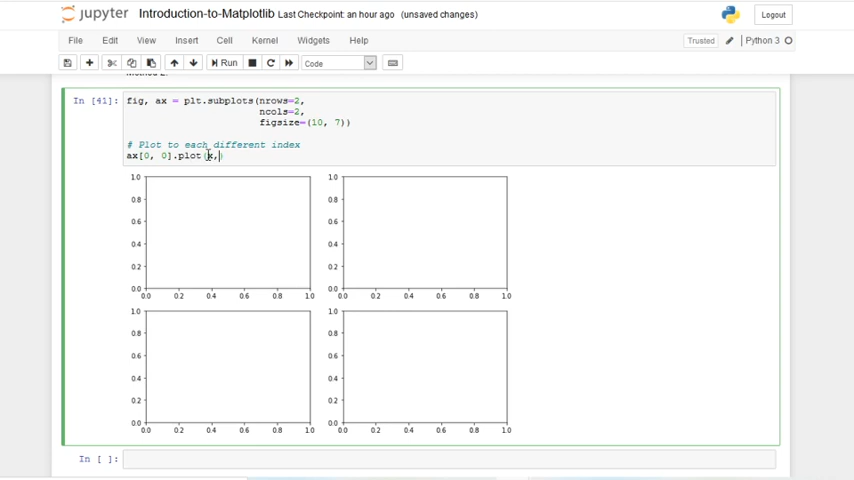 jupyter Introduction-to-Matplotlib Last Checkpoint: an hour ago (unsaved changes) Logout
File Edit View Insert Cell Kernel Widgets Help Trusted Python 3
Run Code
Method 2:
In [41]: fig, ax = plt.subplots(nrows=2,
ncols=2,
figsize=(10, 7))
# Plot to each different index
ax[0, 0].plot(x,)
1.0 1.0
0.8 0.8
0.6 0.6
0.4 0.4
0.2 0.2
0.0 0.0
0.0 0.2 0.4 0.6 0.8 1.0 0.0 0.2 0.4 0.6 0.8 1.0
1.0 1.0
0.8 0.8
0.6 0.6
0.4 0.4
0.2 0.2
0.0 0.0
0.0 0.2 0.4 0.6 0.8 1.0 0.0 0.2 0.4 0.6 0.8 1.0
In [ ]: